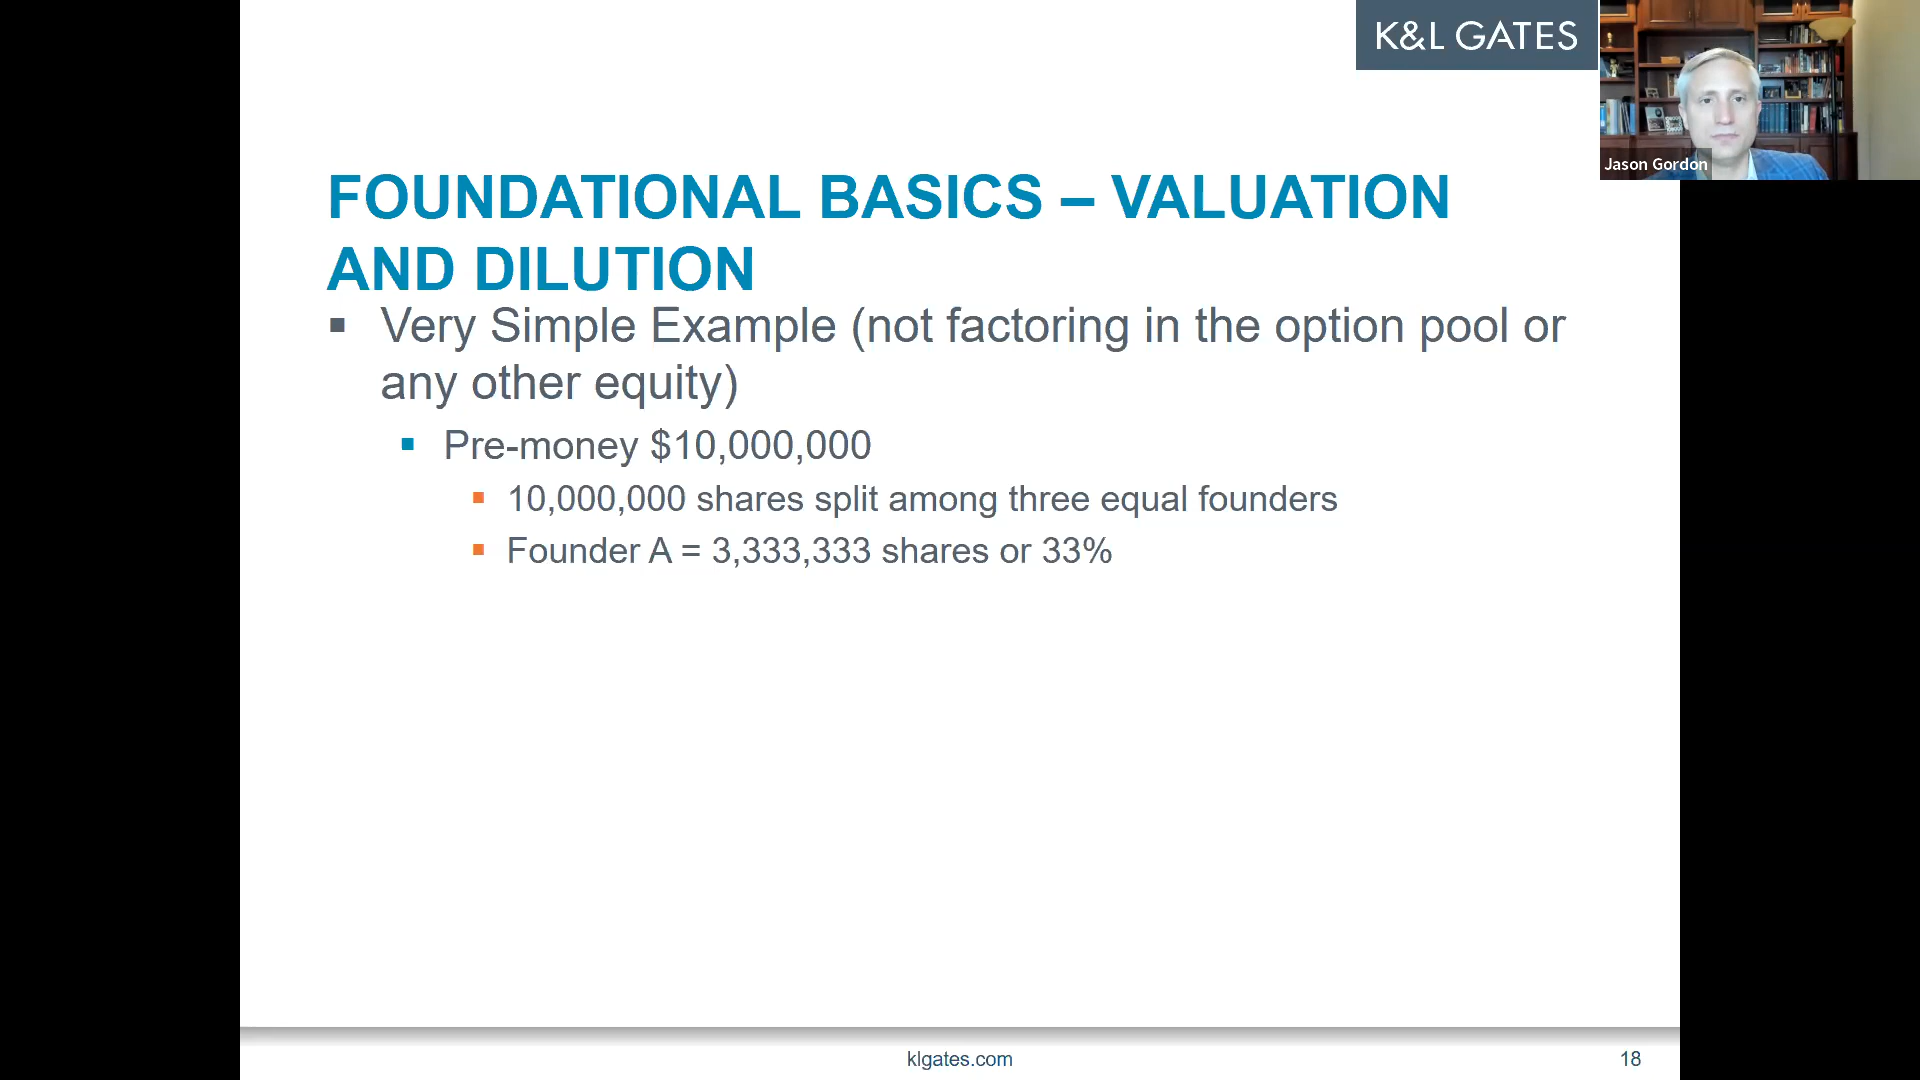 K&L GATES
Jason Gordon
FOUNDATIONAL BASICS – VALUATION
AND DILUTION
▪ Very Simple Example (not factoring in the option pool or
any other equity)
▪ Pre-money $10,000,000
▪ 10,000,000 shares split among three equal founders
▪ Founder A = 3,333,333 shares or 33%
klgates.com
18